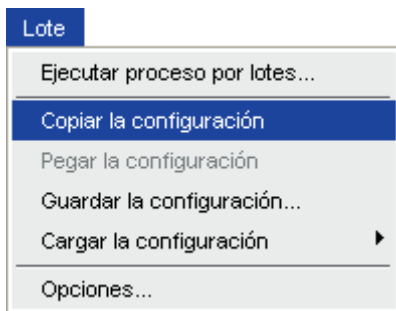 Lote
Ejecutar proceso por lotes...
Copiar la configuración
Pegar la configuración
Guardar la configuración...
Cargar la configuración
Opciones...